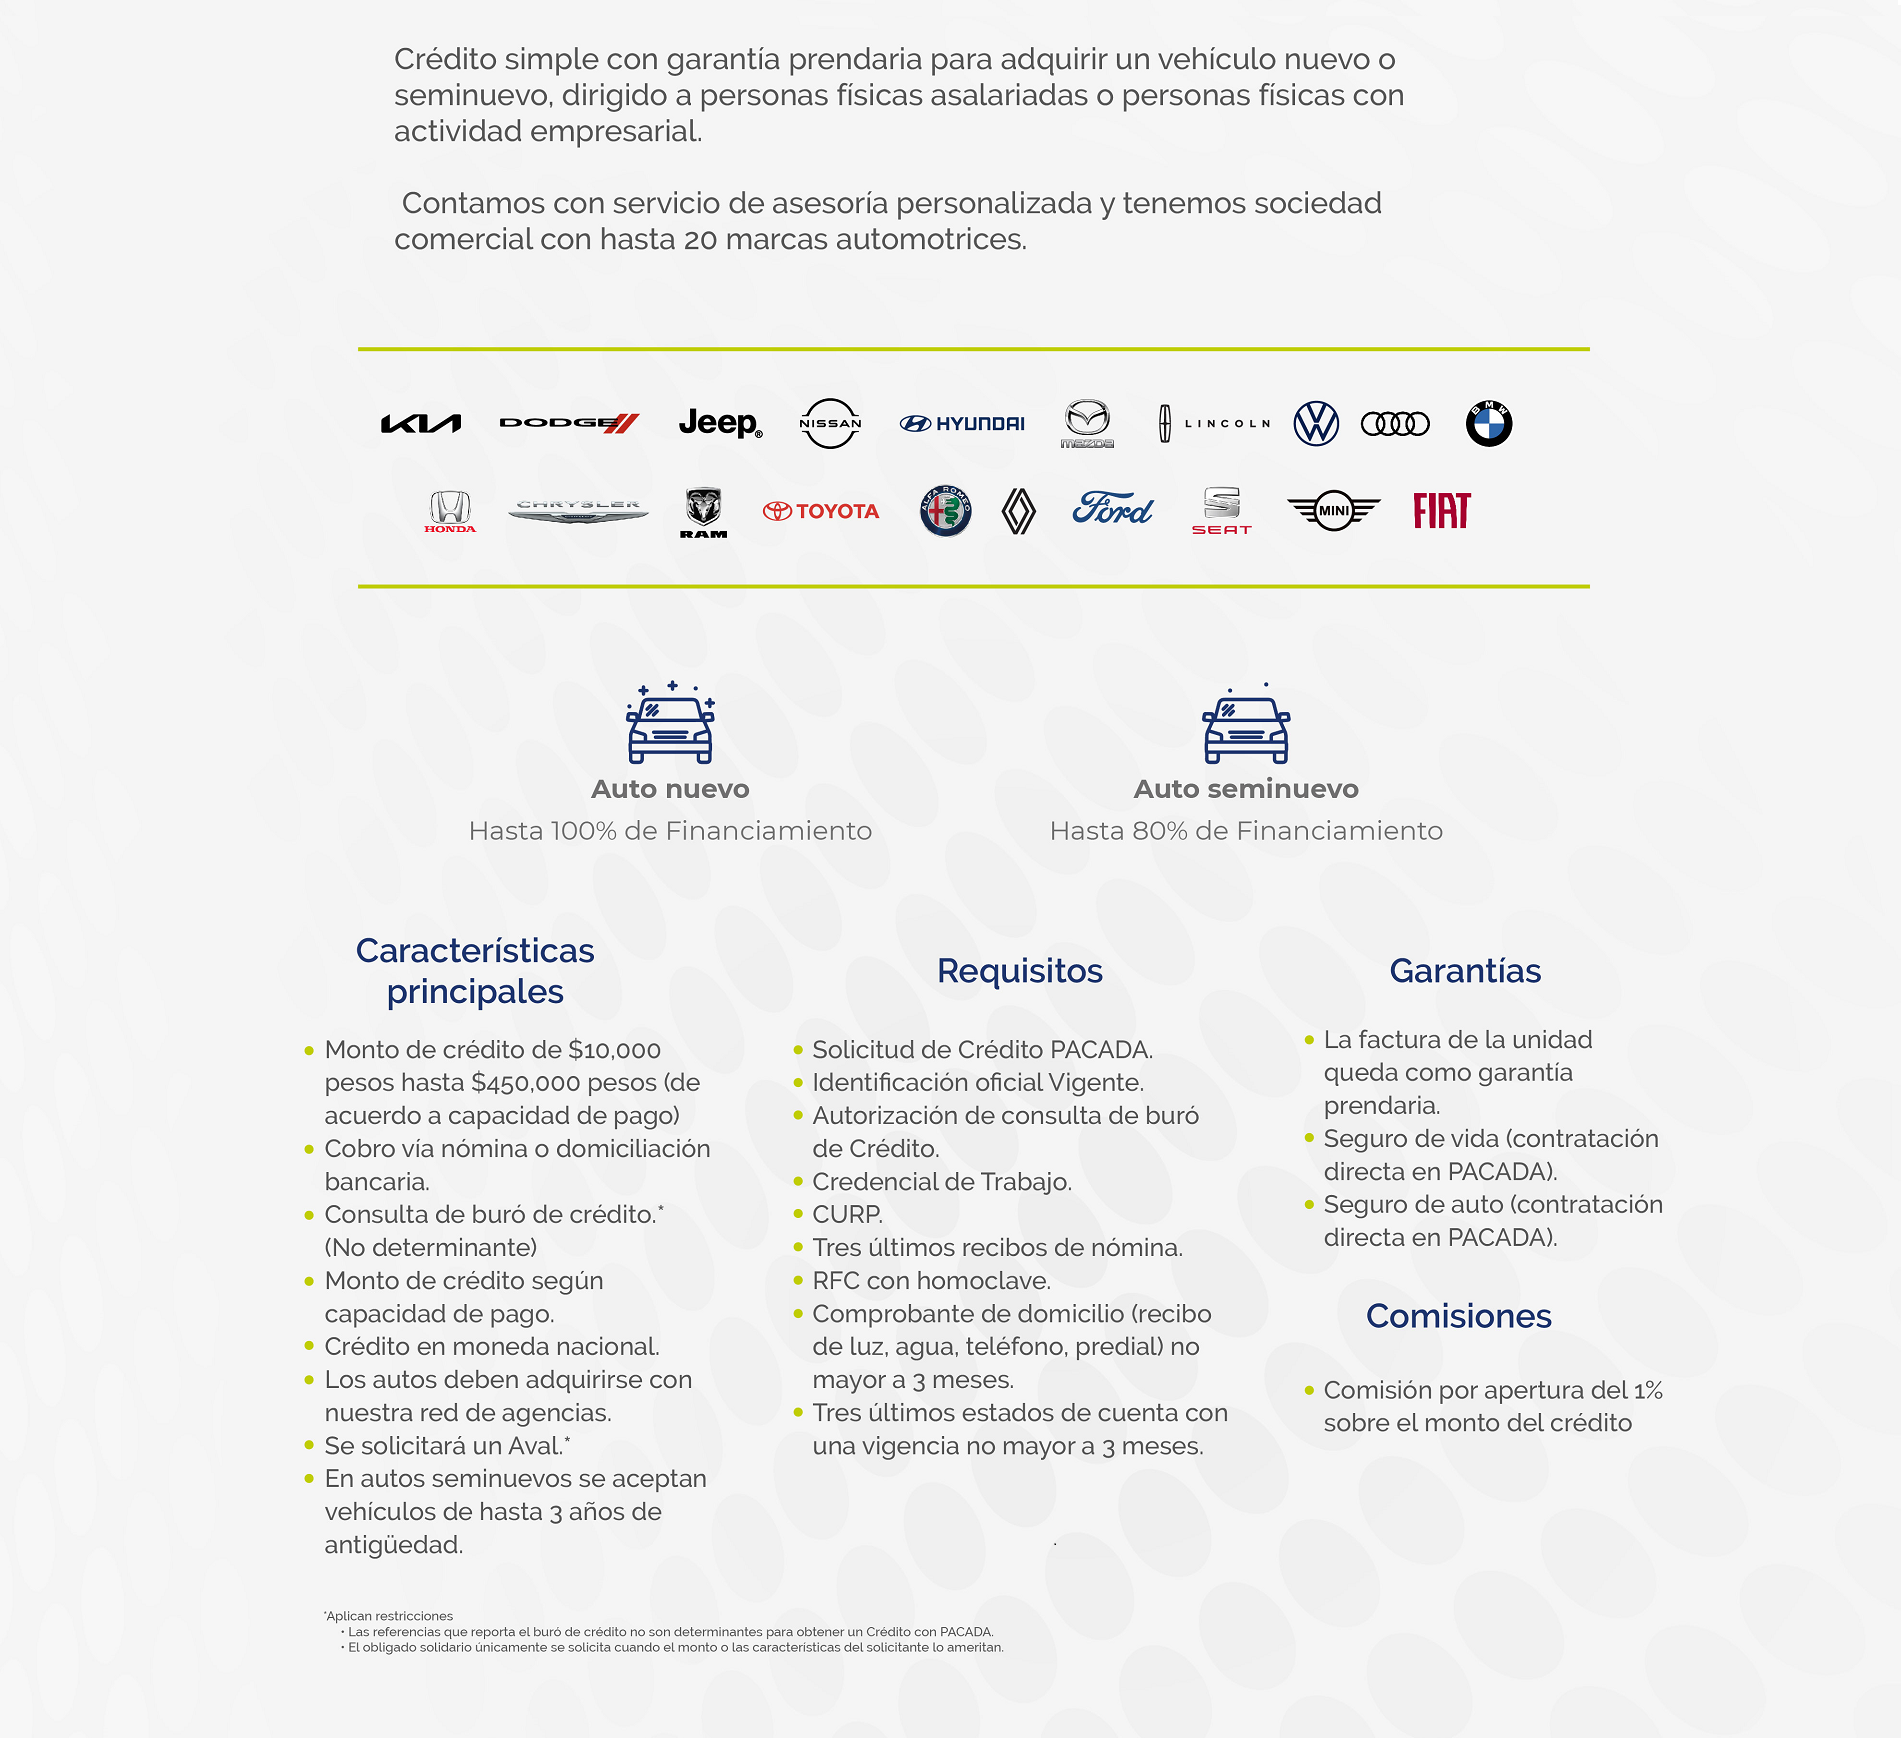 Crédito simple con garantía prendaria para adquirir un vehículo nuevo o
seminuevo, dirigido a personas físicas asalariadas o personas físicas con
actividad empresarial.
Contamos con servicio de asesoría personalizada y tenemos sociedad
comercial con hasta 20 marcas automotrices.
KIA DODGE Jeep® NISSAN HYUNDAI mazda LINCOLN VW BMW
HONDA CHRYSLER RAM TOYOTA ALFA ROMEO Ford SEAT MINI FIAT
Auto nuevo
Hasta 100% de Financiamiento
Auto seminuevo
Hasta 80% de Financiamiento
Características
principales
• Monto de crédito de $10,000
pesos hasta $450,000 pesos (de
acuerdo a capacidad de pago)
• Cobro vía nómina o domiciliación
bancaria.
• Consulta de buró de crédito.*
(No determinante)
• Monto de crédito según
capacidad de pago.
• Crédito en moneda nacional.
• Los autos deben adquirirse con
nuestra red de agencias.
• Se solicitará un Aval.*
• En autos seminuevos se aceptan
vehículos de hasta 3 años de
antigüedad.
Requisitos
• Solicitud de Crédito PACADA.
• Identificación oficial Vigente.
• Autorización de consulta de buró
de Crédito.
• Credencial de Trabajo.
• CURP.
• Tres últimos recibos de nómina.
• RFC con homoclave.
• Comprobante de domicilio (recibo
de luz, agua, teléfono, predial) no
mayor a 3 meses.
• Tres últimos estados de cuenta con
una vigencia no mayor a 3 meses.
.
Garantías
• La factura de la unidad
queda como garantía
prendaria.
• Seguro de vida (contratación
directa en PACADA).
• Seguro de auto (contratación
directa en PACADA).
Comisiones
• Comisión por apertura del 1%
sobre el monto del crédito
*Aplican restricciones
• Las referencias que reporta el buró de crédito no son determinantes para obtener un Crédito con PACADA.
• El obligado solidario únicamente se solicita cuando el monto o las características del solicitante lo ameritan.